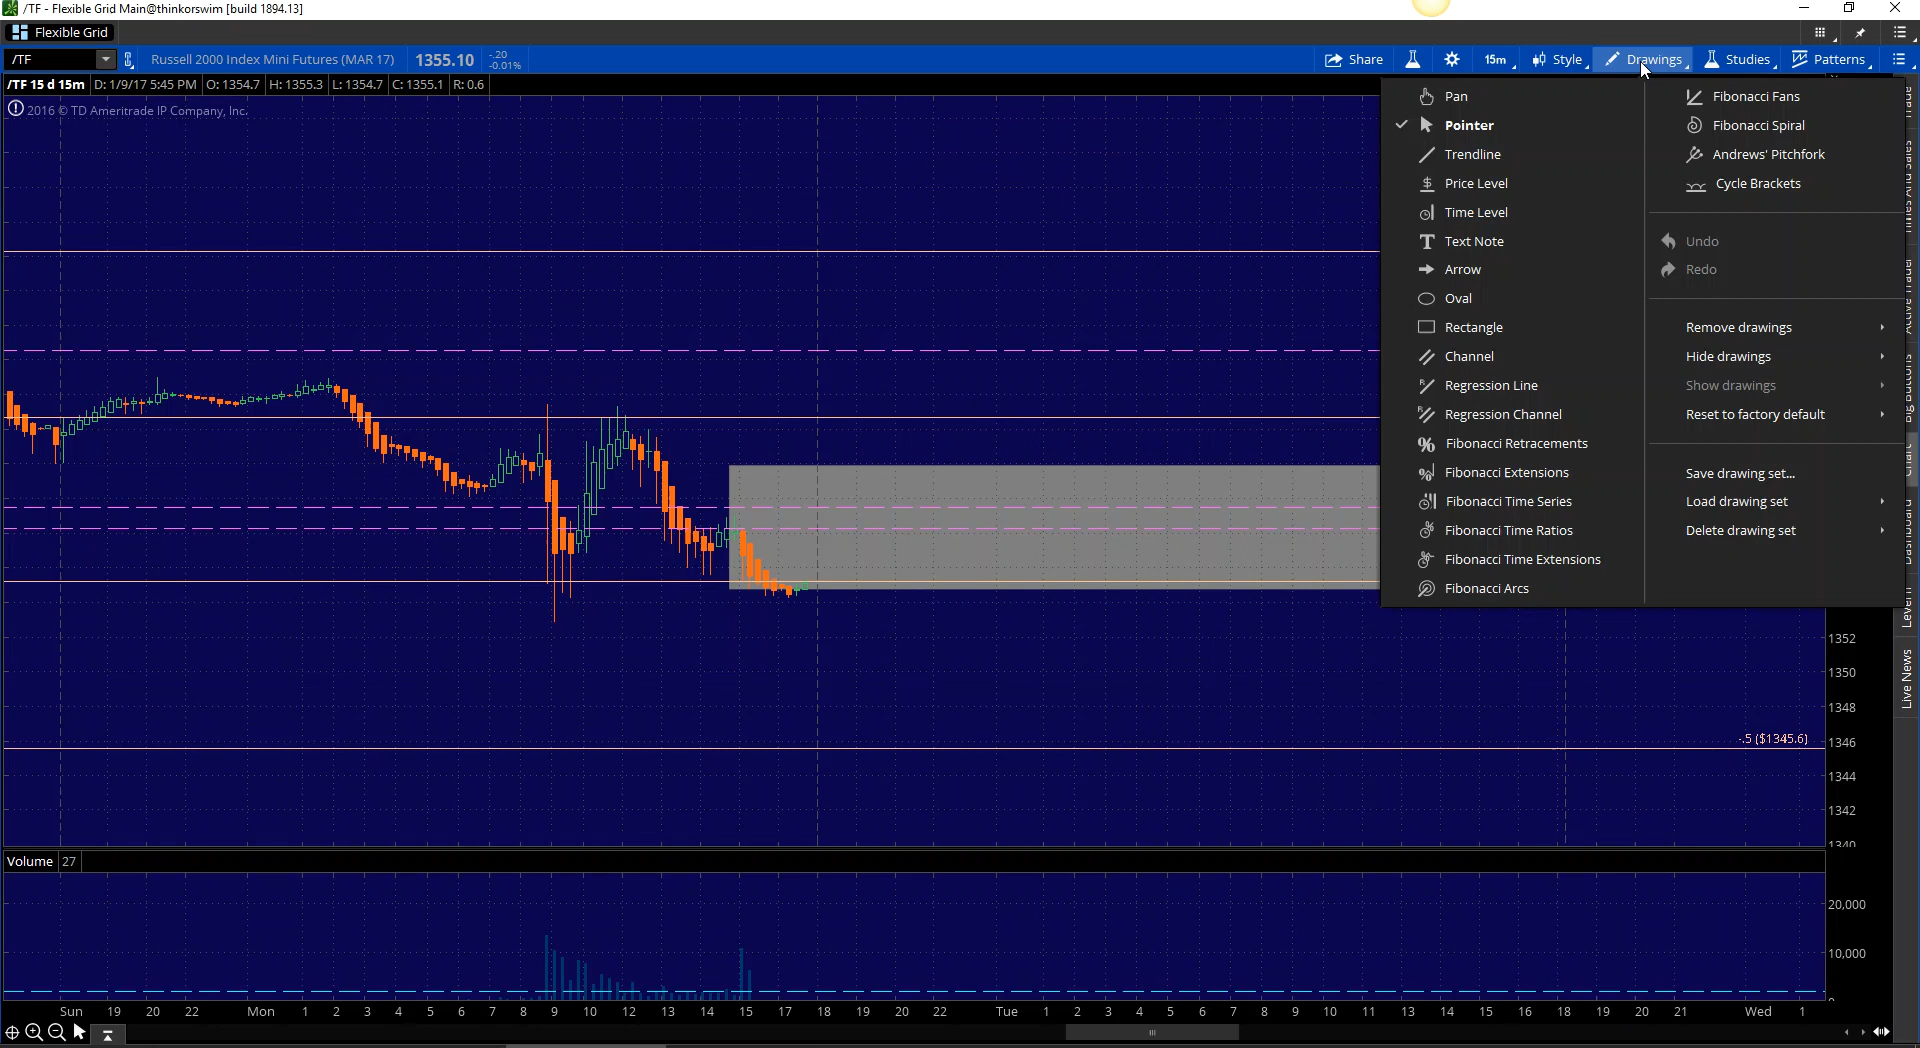 /TF - Flexible Grid Main@thinkorswim [build 1894.13]
Flexible Grid
/TF
Russell 2000 Index Mini Futures (MAR 17)
1355.10
-.20
-0.01%
Share
15m
Style
Drawings
Studies
Patterns
/TF 15 d 15m
D: 1/9/17 5:45 PM
O: 1354.7
H: 1355.3
L: 1354.7
C: 1355.1
R: 0.6
2016 © TD Ameritrade IP Company, Inc.
Pan
Pointer
Trendline
Price Level
Time Level
Text Note
Arrow
Oval
Rectangle
Channel
Regression Line
Regression Channel
Fibonacci Retracements
Fibonacci Extensions
Fibonacci Time Series
Fibonacci Time Ratios
Fibonacci Time Extensions
Fibonacci Arcs
Fibonacci Fans
Fibonacci Spiral
Andrews' Pitchfork
Cycle Brackets
Undo
Redo
Remove drawings
Hide drawings
Show drawings
Reset to factory default
Save drawing set...
Load drawing set
Delete drawing set
1352
1350
1348
-.5 ($1345.6)
1346
1344
1342
1340
Live News
Volume
27
20,000
10,000
Sun 19 20 22 Mon 1 2 3 4 5 6 7 8 9 10 11 12 13 14 15 17 18 19 20 22 Tue 1 2 3 4 5 6 7 8 9 10 11 12 13 14 15 16 18 19 20 21 Wed 1